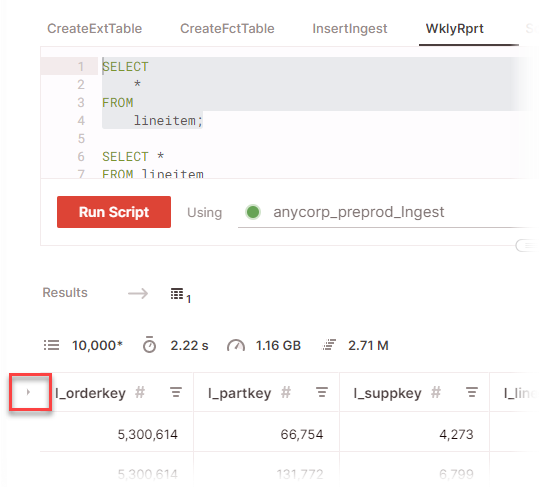 CreateExtTable CreateFctTable InsertIngest WklyRprt
1 SELECT
2 *
3 FROM
4 lineitem;
5
6 SELECT *
7 FROM lineitem
Run Script Using anycorp_preprod_Ingest
Results 1
10,000* 2.22 s 1.16 GB 2.71 M
l_orderkey # l_partkey # l_suppkey # l_lin
5,300,614 66,754 4,273
5,300,614 131,772 6,799